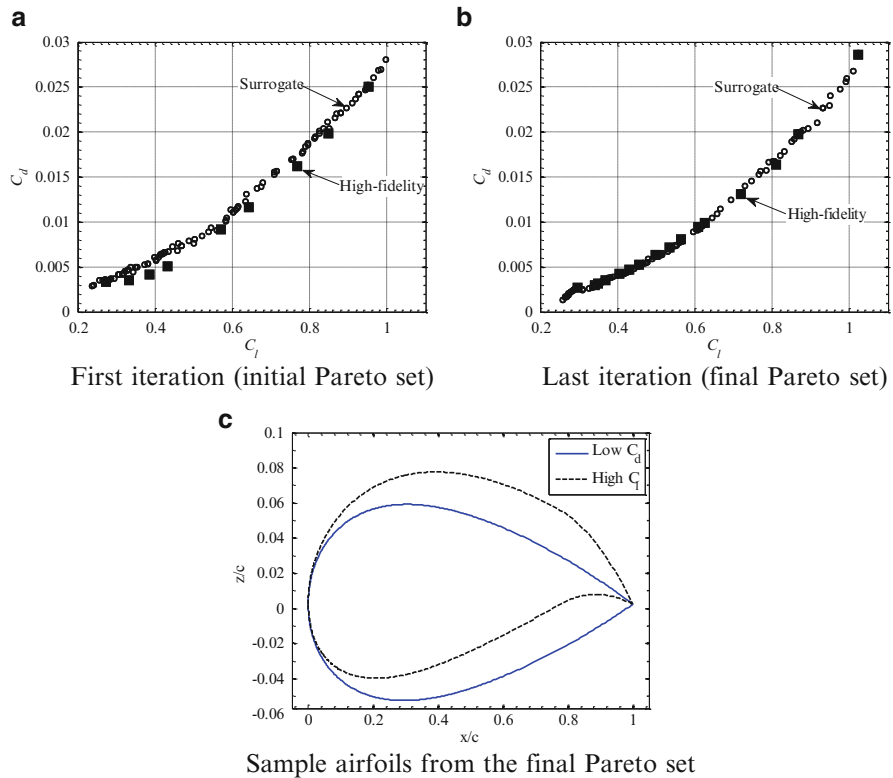 a
0.03
0.025
0.02
0.015
0.01
0.005
0
C_d
Surrogate
High-fidelity
0.2 0.4 0.6 0.8 1
C_l
First iteration (initial Pareto set)
b
0.03
0.025
0.02
0.015
0.01
0.005
0
C_d
Surrogate
High-fidelity
0.2 0.4 0.6 0.8 1
C_l
Last iteration (final Pareto set)
c
0.1
0.08
0.06
0.04
0.02
0
-0.02
-0.04
-0.06
z/c
Low C_d
High C_l
0 0.2 0.4 0.6 0.8 1
x/c
Sample airfoils from the final Pareto set